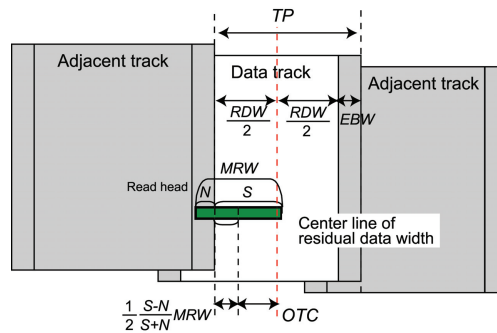 TP
Adjacent track
Data track
Adjacent track
RDW/2
RDW/2
EBW
MRW
Read head
N
S
Center line of
residual data width
1/2 S-N/S+N MRW
OTC